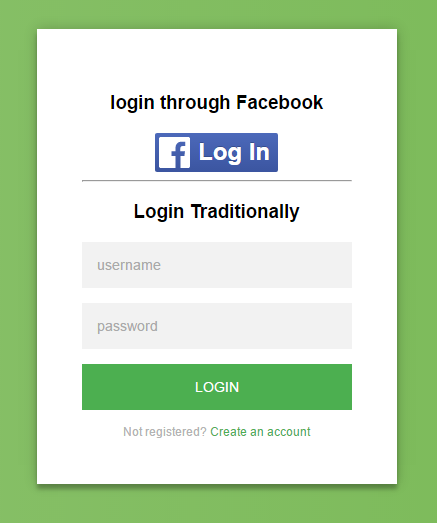 login through Facebook
f Log In
Login Traditionally
username
password
LOGIN
Not registered? Create an account